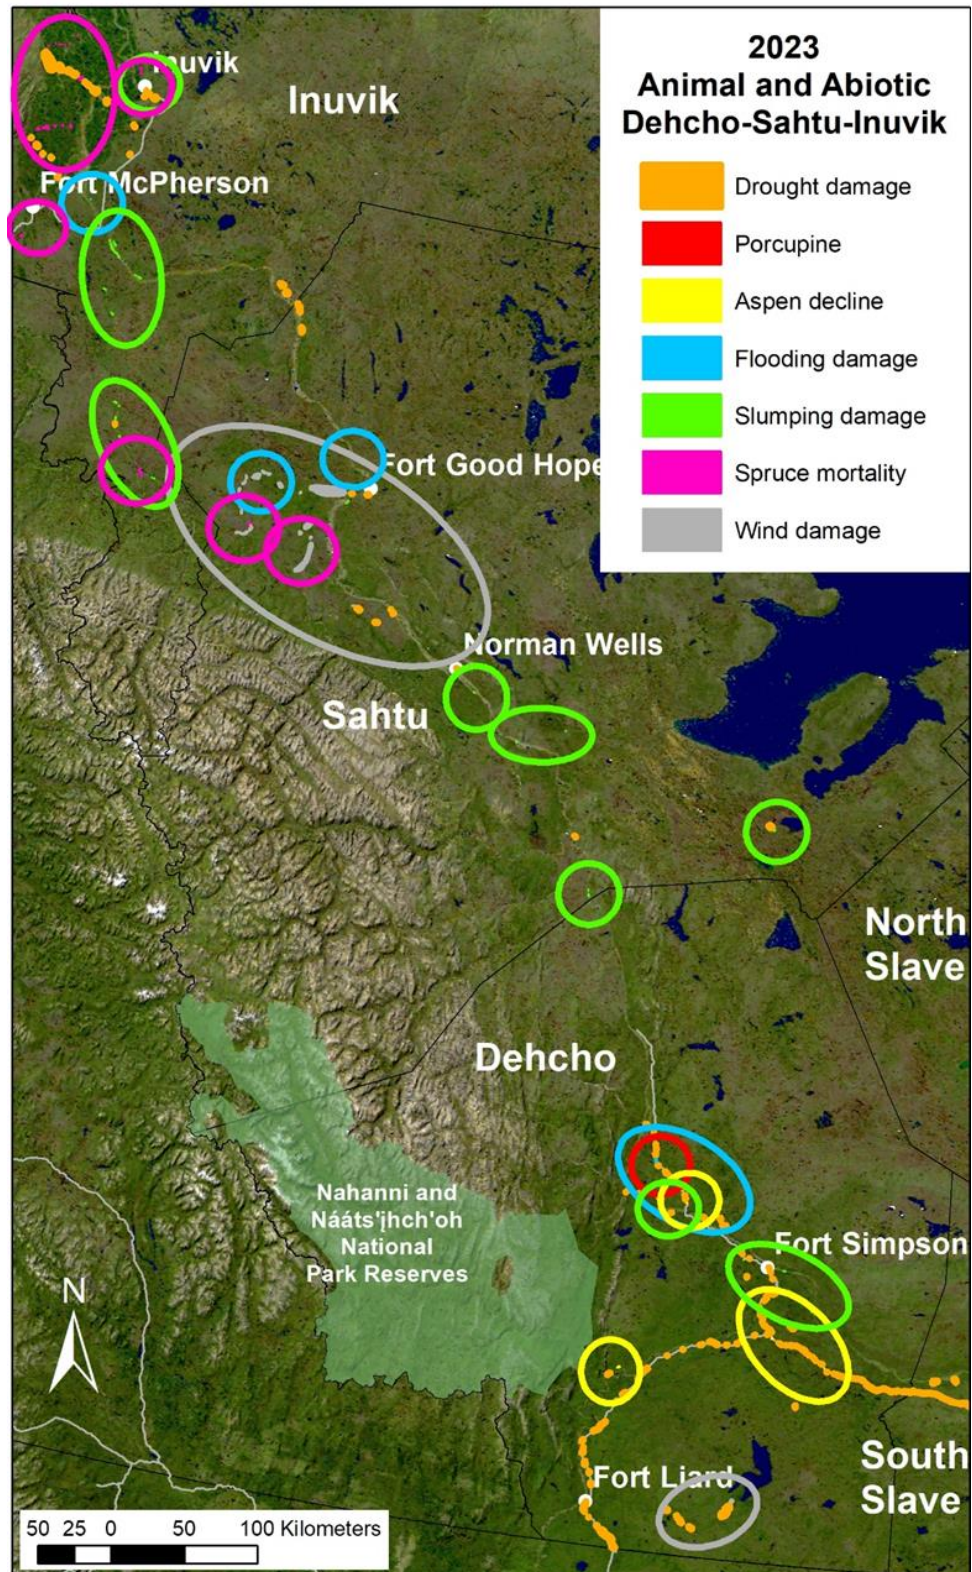 2023
Animal and Abiotic
Dehcho-Sahtu-Inuvik
Drought damage
Porcupine
Aspen decline
Flooding damage
Slumping damage
Spruce mortality
Wind damage
Inuvik
Inuvik
Fort McPherson
Fort Good Hope
Norman Wells
Sahtu
North
Slave
Dehcho
Nahanni and
Nááts'įhch'oh
National
Park Reserves
Fort Simpson
N
South
Slave
Fort Liard
50 25 0 50 100 Kilometers